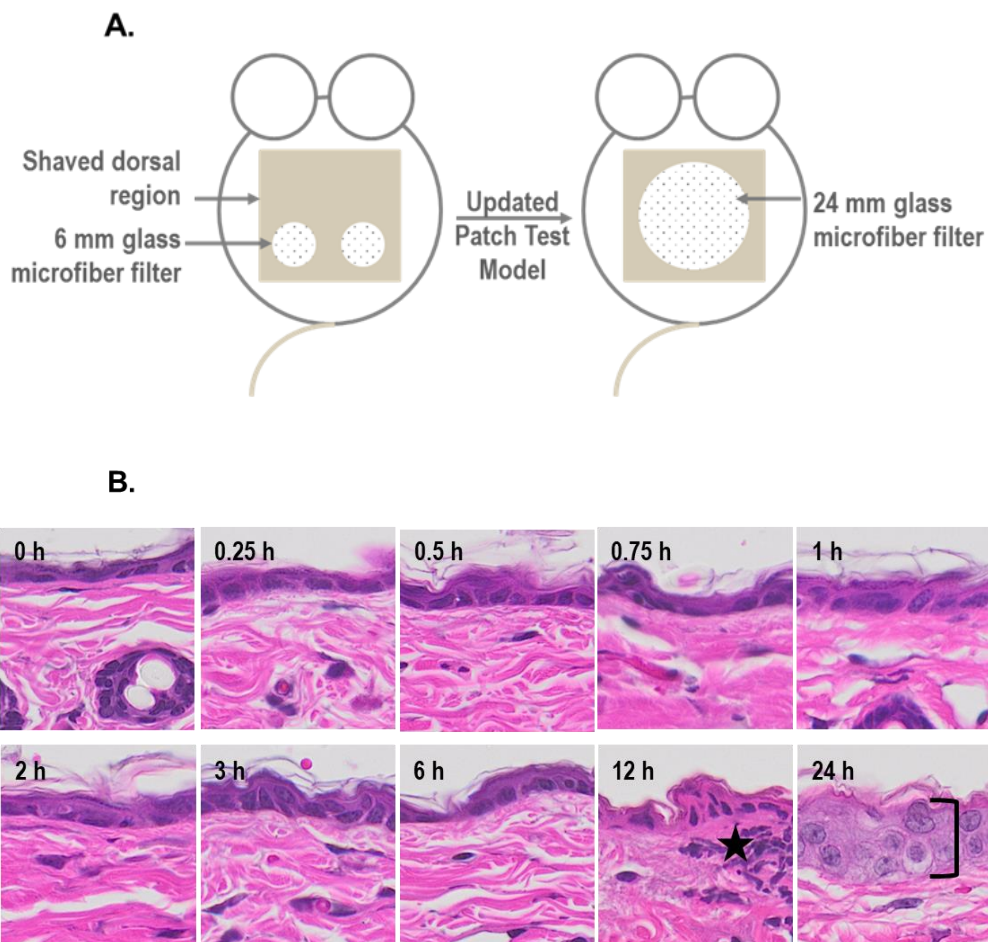 A.
Shaved dorsal
region
6 mm glass
microfiber filter
Updated
Patch Test
Model
24 mm glass
microfiber filter
B.
0 h
0.25 h
0.5 h
0.75 h
1 h
2 h
3 h
6 h
12 h
24 h